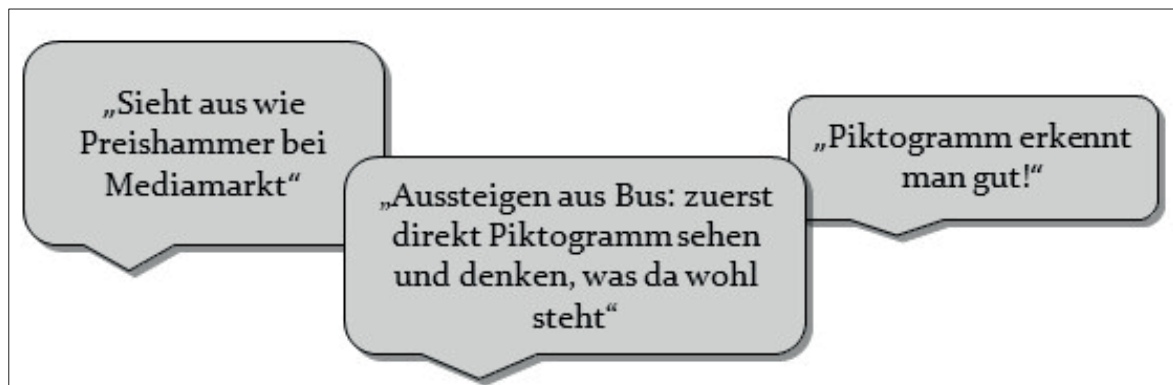 „Sieht aus wie
Preishammer bei
Mediamarkt“
„Aussteigen aus Bus: zuerst
direkt Piktogramm sehen
und denken, was da wohl
steht“
„Piktogramm erkennt
man gut!“